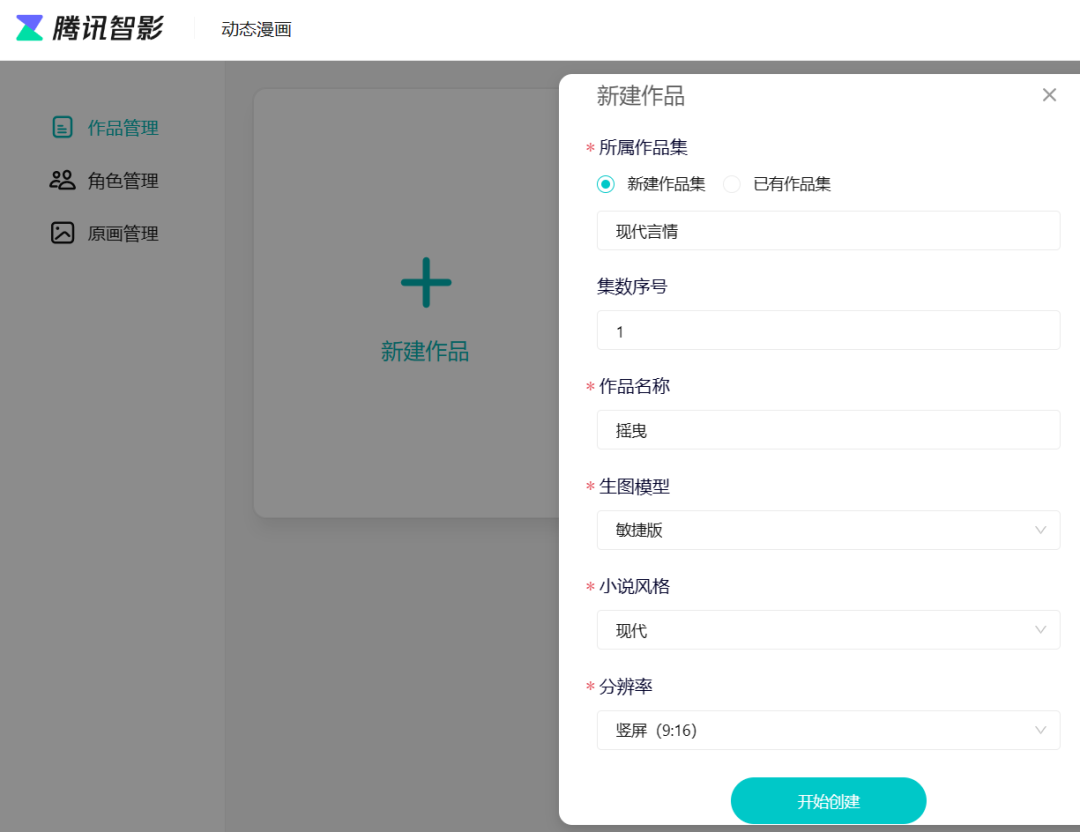 腾讯智影 动态漫画
作品管理
角色管理
原画管理
新建作品
新建作品
* 所属作品集
新建作品集 已有作品集
现代言情
集数序号
1
* 作品名称
摇曳
* 生图模型
敏捷版
* 小说风格
现代
* 分辨率
竖屏（9:16）
开始创建